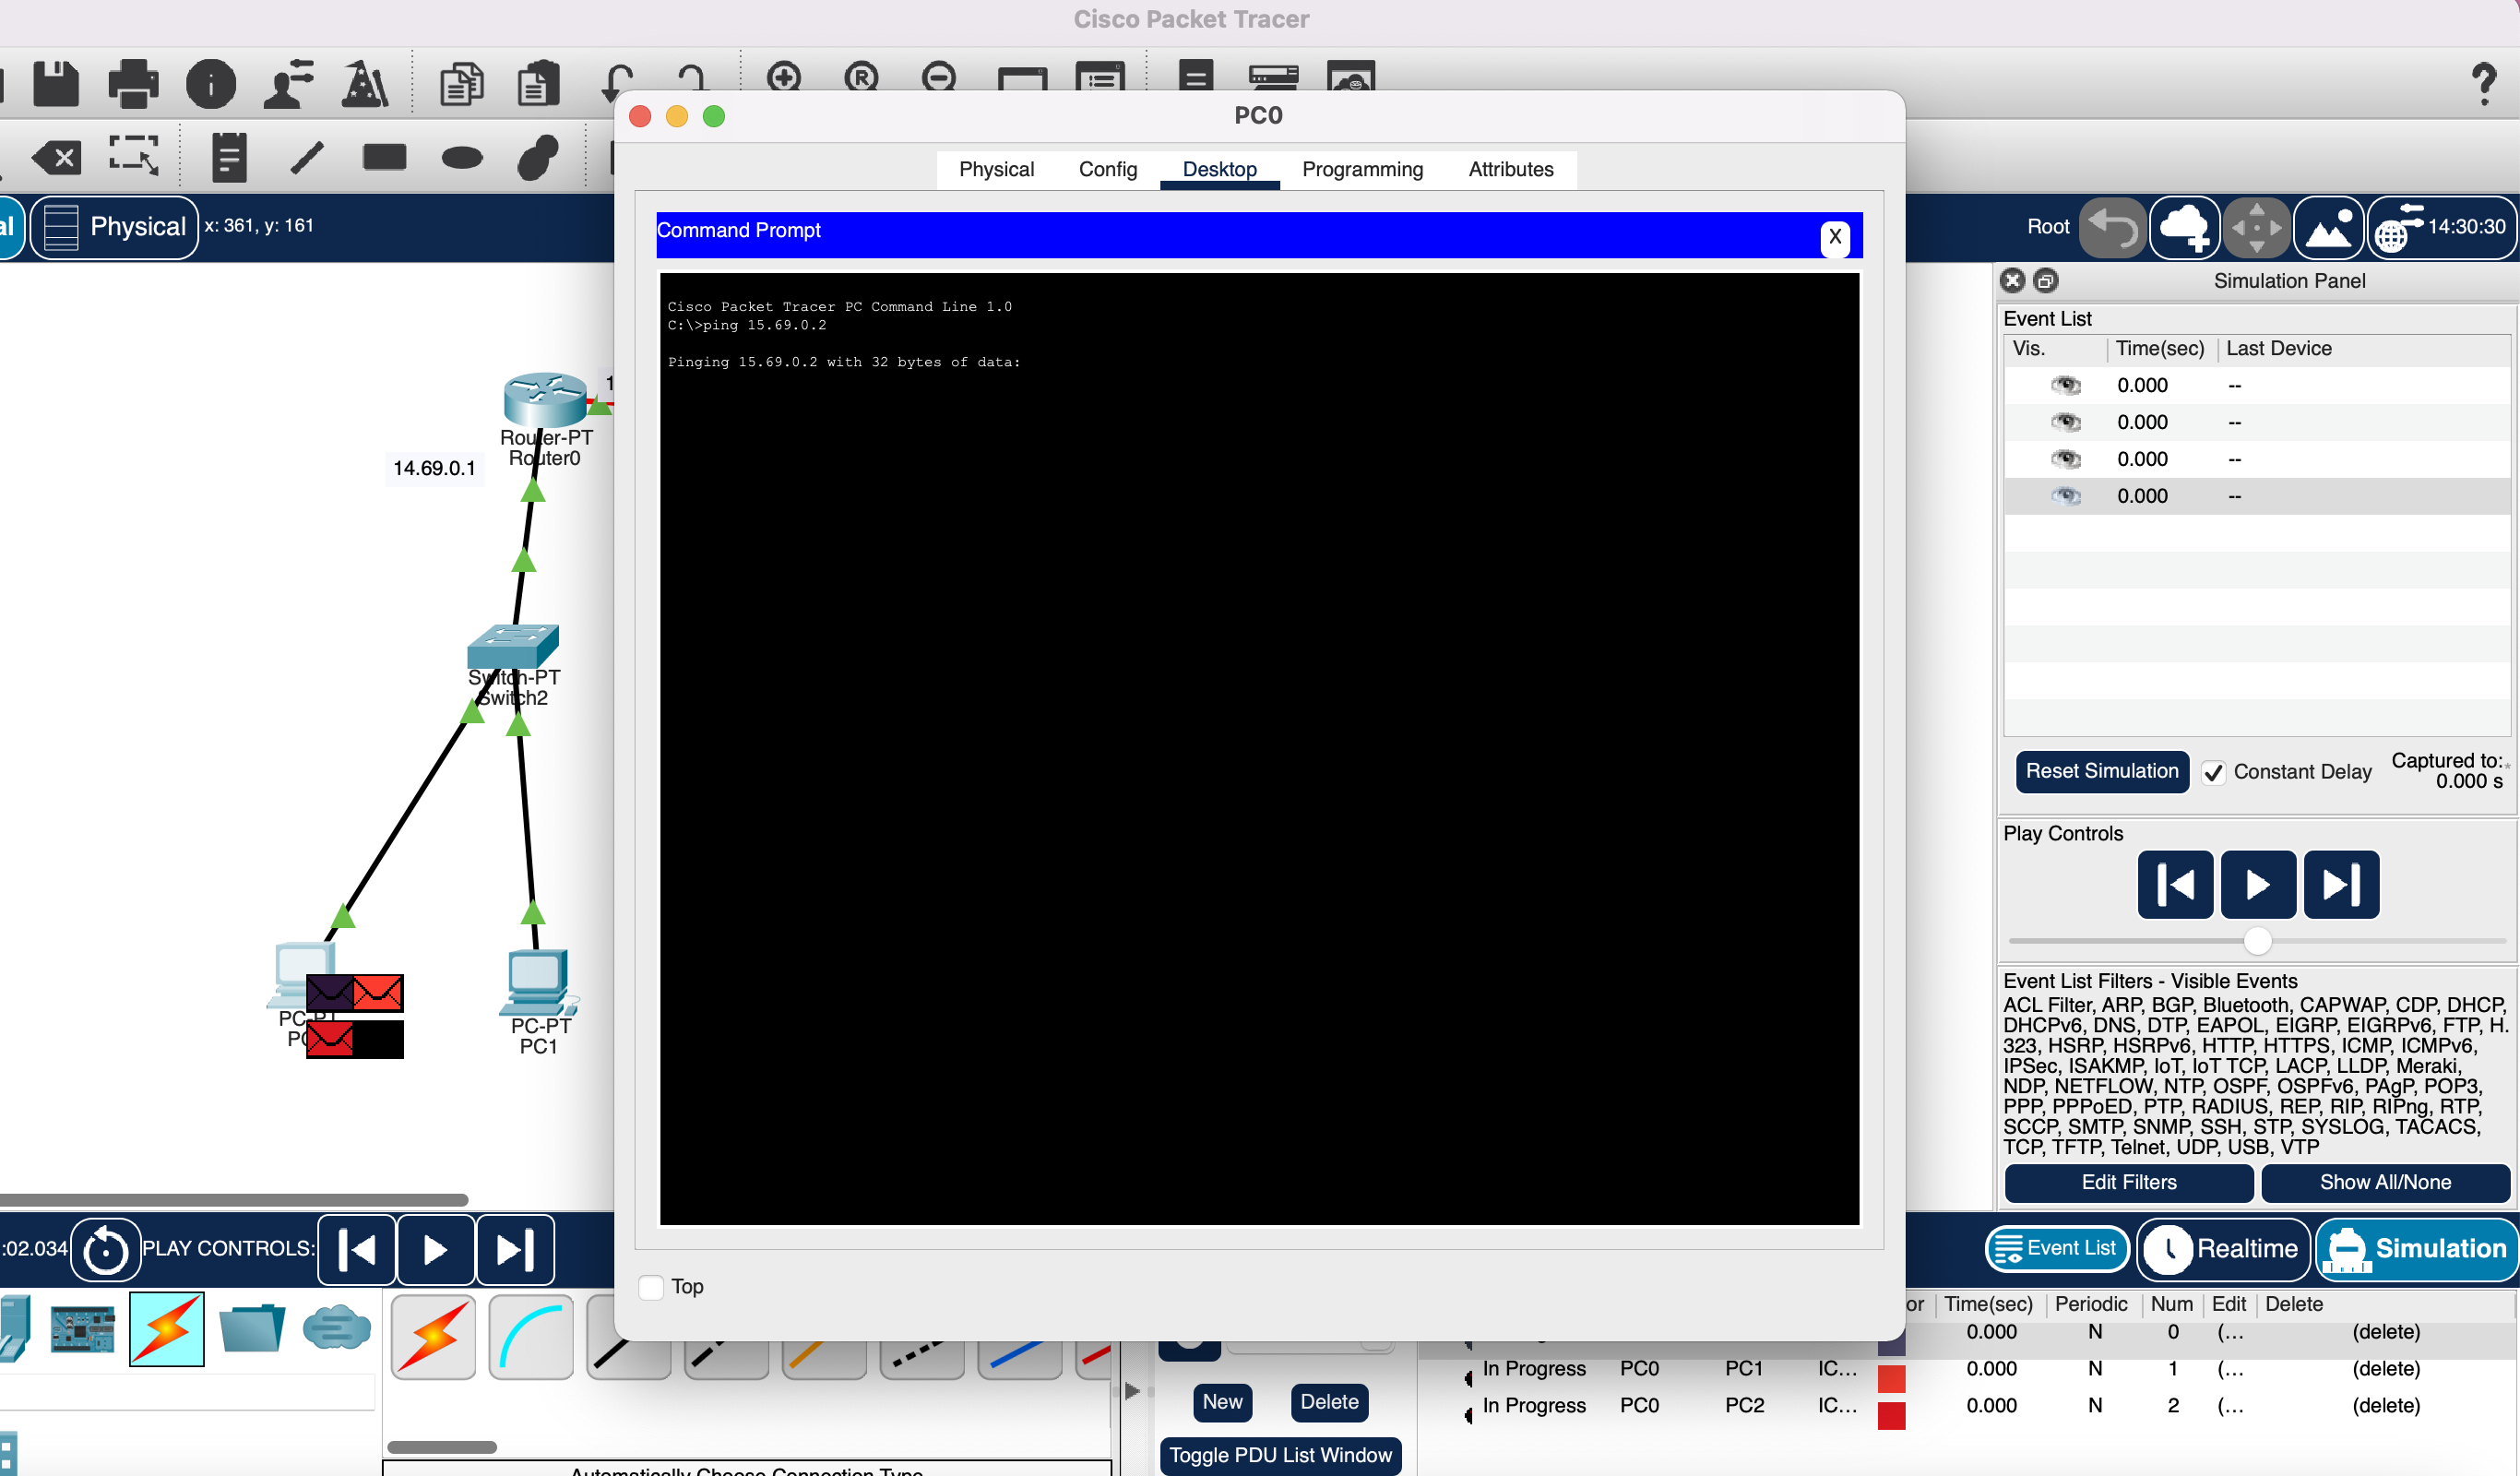 Cisco Packet Tracer
PC0
Physical Config Desktop Programming Attributes
al Physical x: 361, y: 161
Root 14:30:30
Command Prompt
X
Cisco Packet Tracer PC Command Line 1.0
C:\>ping 15.69.0.2
Pinging 15.69.0.2 with 32 bytes of data:
Top
1
Router-PT
Router0
14.69.0.1
Switch-PT
Switch2
PC-PT
PC
PC-PT
PC1
Simulation Panel
Event List
Vis. Time(sec) Last Device
0.000 --
0.000 --
0.000 --
0.000 --
Reset Simulation Constant Delay Captured to:*
0.000 s
Play Controls
Event List Filters - Visible Events
ACL Filter, ARP, BGP, Bluetooth, CAPWAP, CDP, DHCP,
DHCPv6, DNS, DTP, EAPOL, EIGRP, EIGRPv6, FTP, H.
323, HSRP, HSRPv6, HTTP, HTTPS, ICMP, ICMPv6,
IPSec, ISAKMP, IoT, IoT TCP, LACP, LLDP, Meraki,
NDP, NETFLOW, NTP, OSPF, OSPFv6, PAgP, POP3,
PPP, PPPoED, PTP, RADIUS, REP, RIP, RIPng, RTP,
SCCP, SMTP, SNMP, SSH, STP, SYSLOG, TACACS,
TCP, TFTP, Telnet, UDP, USB, VTP
Edit Filters Show All/None
:02.034 PLAY CONTROLS:
Event List Realtime Simulation
or Time(sec) Periodic Num Edit Delete
0.000 N 0 (... (delete)
In Progress PC0 PC1 IC... 0.000 N 1 (... (delete)
In Progress PC0 PC2 IC... 0.000 N 2 (... (delete)
New Delete
Toggle PDU List Window
Automatically Choose Connection Type